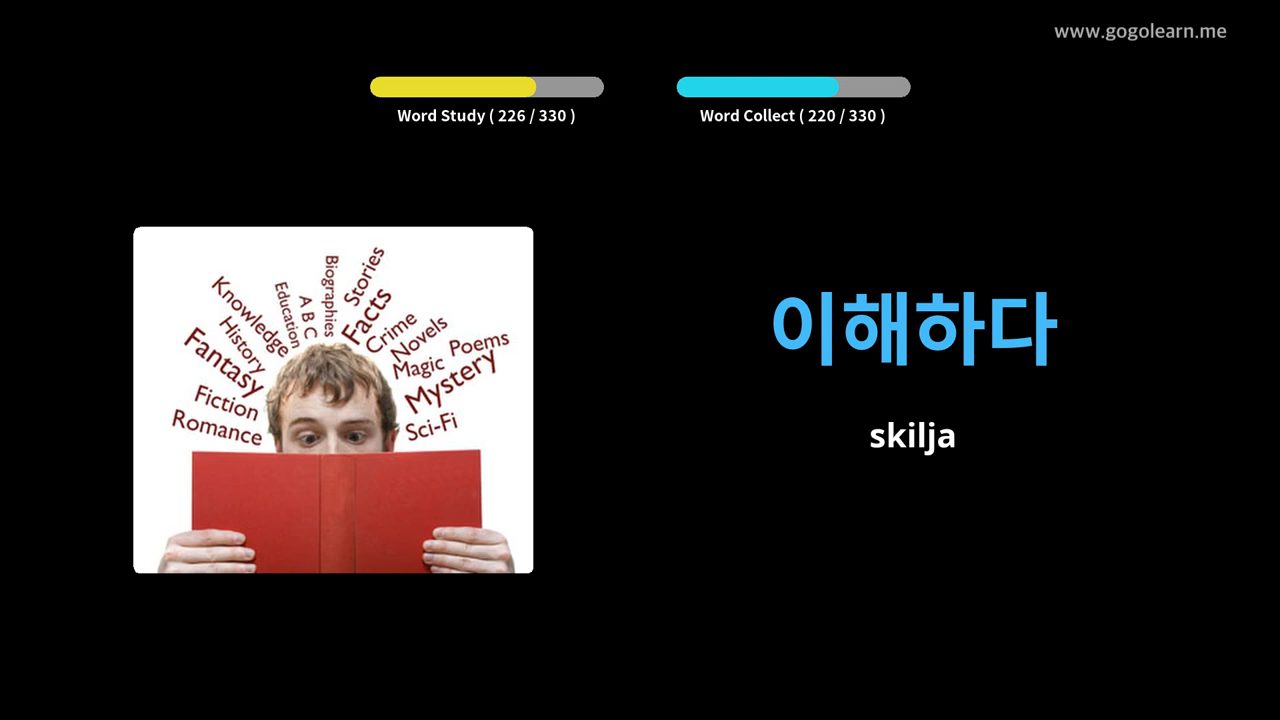 www.gogolearn.me
Word Study ( 226 / 330 )
Word Collect ( 220 / 330 )
Biographies
Stories
Education
A B C
Facts
Knowledge
Crime
History
Novels
Fantasy
Magic
Poems
Mystery
Fiction
Romance
Sci-Fi
이해하다
skilja